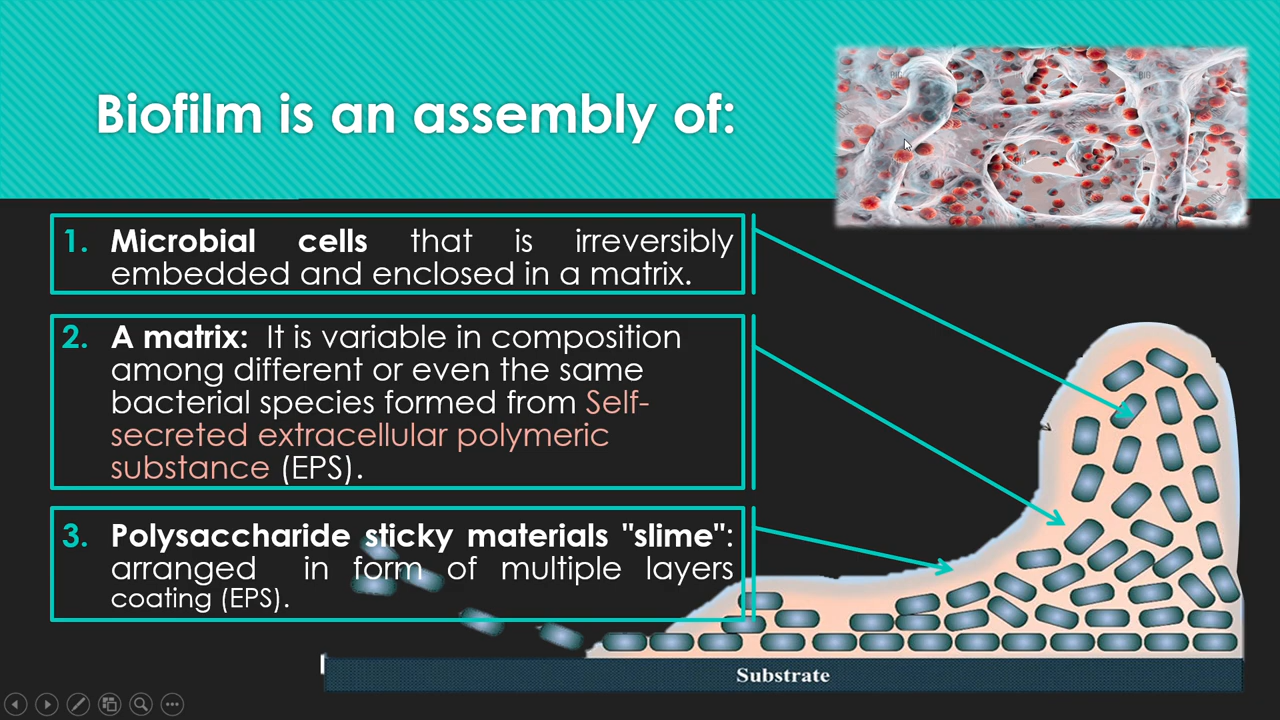 Biofilm is an assembly of:
1. Microbial cells that is irreversibly
embedded and enclosed in a matrix.
2. A matrix: It is variable in composition
among different or even the same
bacterial species formed from Self-
secreted extracellular polymeric
substance (EPS).
3. Polysaccharide sticky materials "slime":
arranged in form of multiple layers
coating (EPS).
Substrate